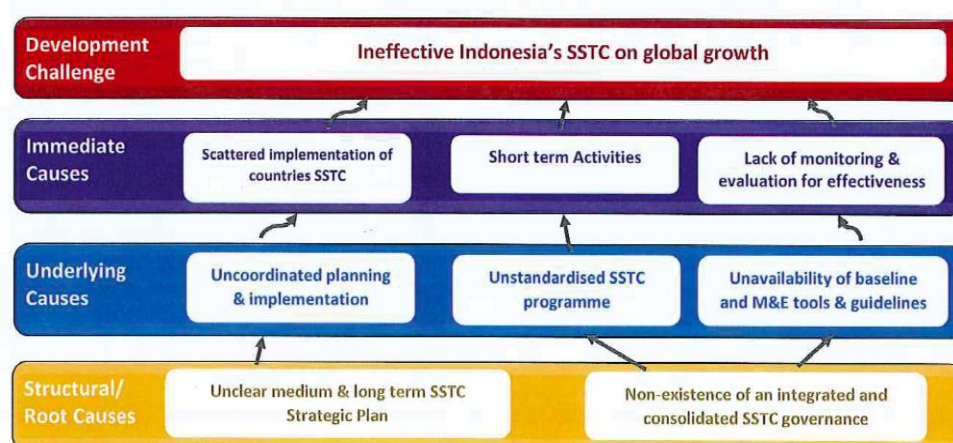 Development
Challenge
Ineffective Indonesia's SSTC on global growth
Immediate
Causes
Scattered implementation of
countries SSTC
Short term Activities
Lack of monitoring &
evaluation for effectiveness
Underlying
Causes
Uncoordinated planning
& implementation
Unstandardised SSTC
programme
Unavailability of baseline
and M&E tools & guidelines
Structural/
Root Causes
Unclear medium & long term SSTC
Strategic Plan
Non-existence of an integrated and
consolidated SSTC governance